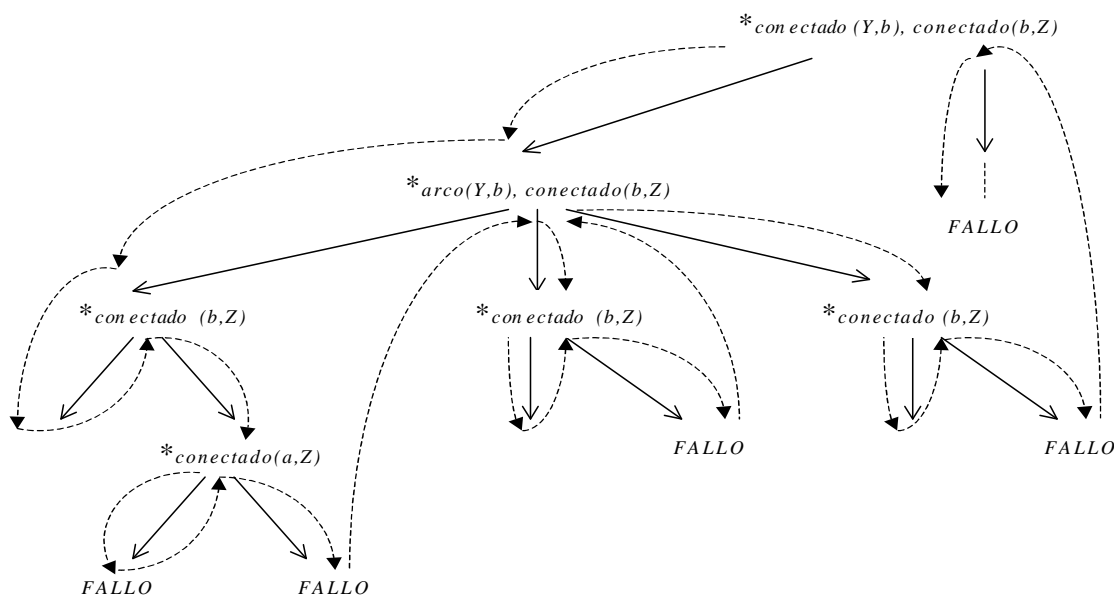 *conectado (Y,b), conectado(b,Z)
*arco(Y,b), conectado(b,Z)
FALLO
*conectado (b,Z)
*conectado (b,Z)
*conectado (b,Z)
FALLO
FALLO
*conectado(a,Z)
FALLO
FALLO